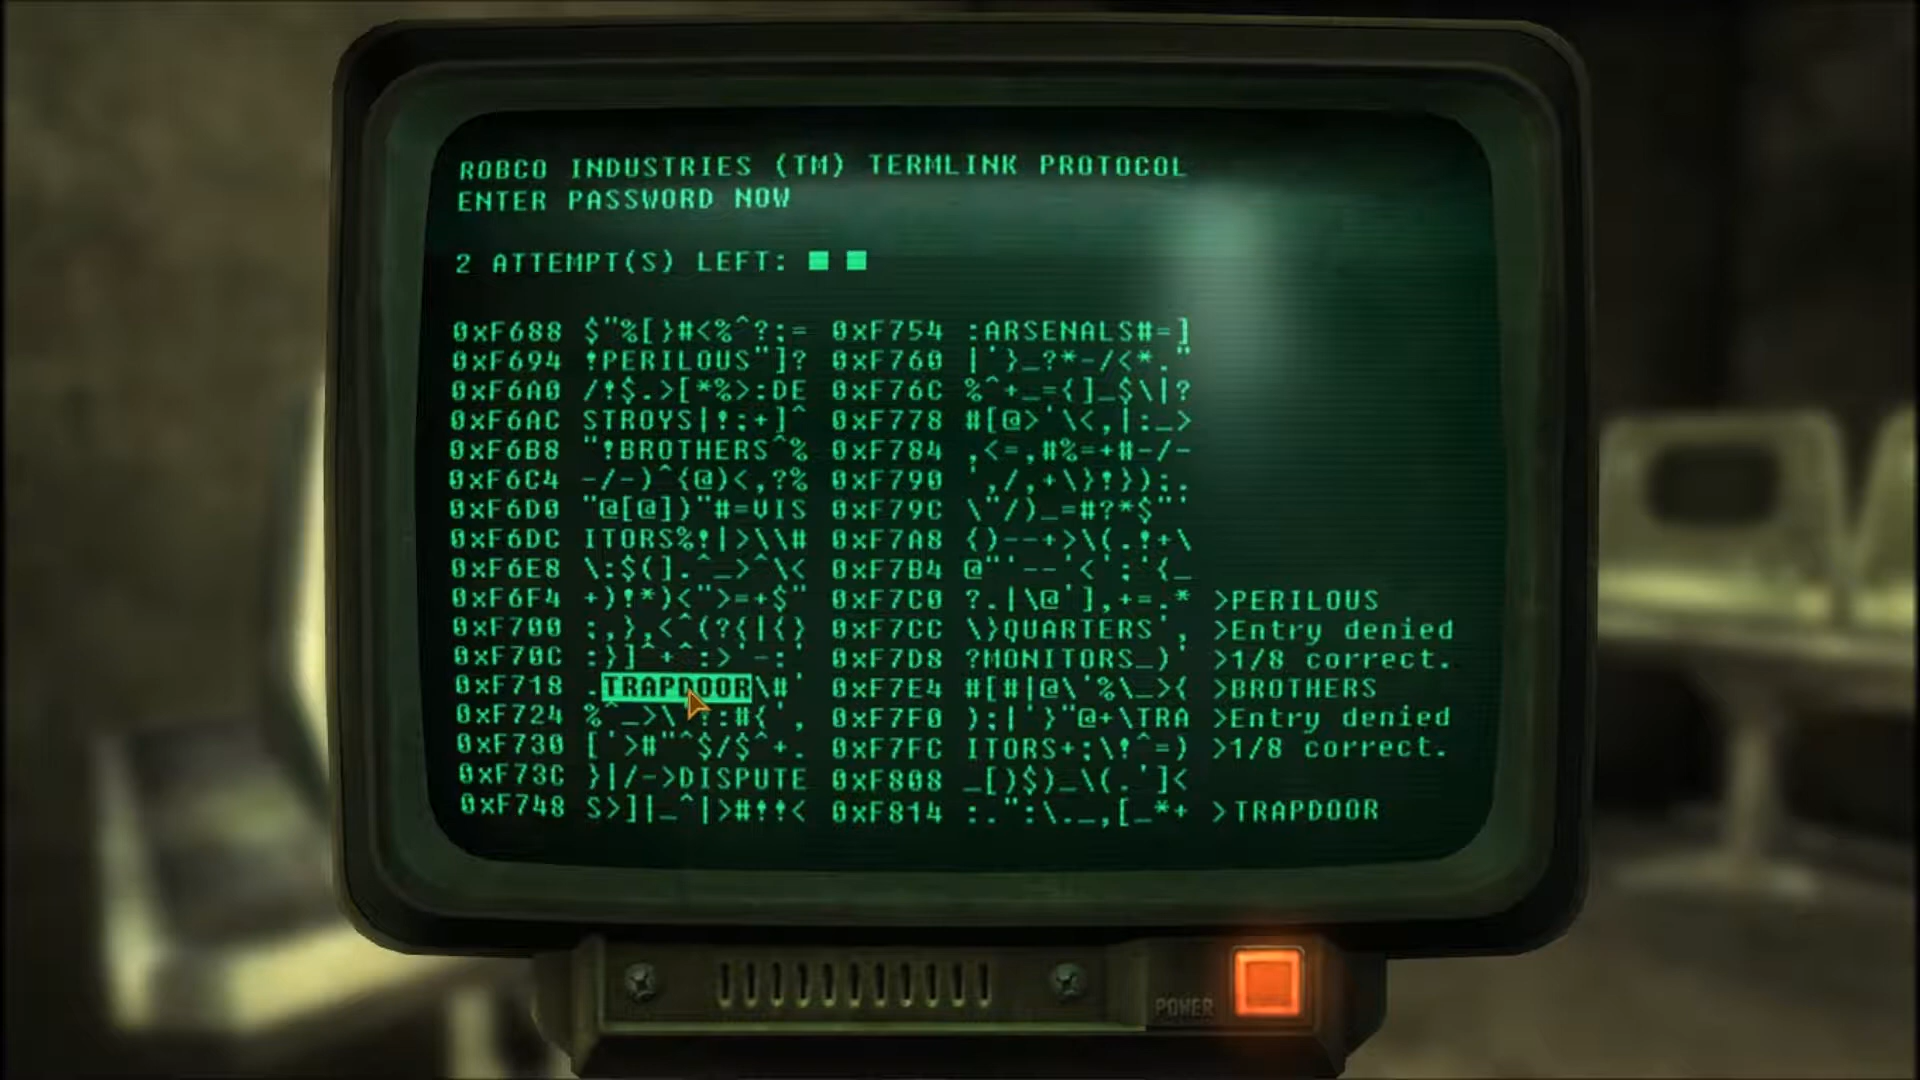 ROBCO INDUSTRIES (TM) TERMLINK PROTOCOL
ENTER PASSWORD NOW
2 ATTEMPT(S) LEFT: ■ ■
0xF688 $"%[}#<%^?;= 0xF754 :ARSENALS#=]
0xF694 !PERILOUS"]? 0xF760 |'}_?*-/<*."
0xF6A0 /!$.>[*%>:DE 0xF76C %^+_={]_$\|?
0xF6AC STROYS|!:+]^ 0xF778 #[@>'\<,|:_>
0xF6B8 "!BROTHERS^% 0xF784 ,<=,#%=+#-/-
0xF6C4 -/-)^{@)<,?% 0xF790 ',/,+\}!});.
0xF6D0 "@[@])"#=VIS 0xF79C \"/)_=#?*$"'
0xF6DC ITORS%!|>\\# 0xF7A8 {)--+>\(.!+\
0xF6E8 \:$(].^_>^\< 0xF7B4 @"'--'<';'{_
0xF6F4 +)!*)<">=+$" 0xF7C0 ?.|\@'],+=.* >PERILOUS
0xF700 :,},<^(?{|{} 0xF7CC \}QUARTERS', >Entry denied
0xF70C :}]^+^:>'-:' 0xF7D8 ?MONITORS_)' >1/8 correct.
0xF718 .TRAPDOOR\#' 0xF7E4 #[#|@\'%\_>{ >BROTHERS
0xF724 %^_>\ :#{', 0xF7F0 );|'}"@+\TRA >Entry denied
0xF730 ['>#"^$/$^+. 0xF7FC ITORS+;\!^=) >1/8 correct.
0xF73C }|/->DISPUTE 0xF808 _[)$)_\(.']<
0xF748 S>]|_^|>#!!< 0xF814 :.":\._,[_*+ >TRAPDOOR
POWER